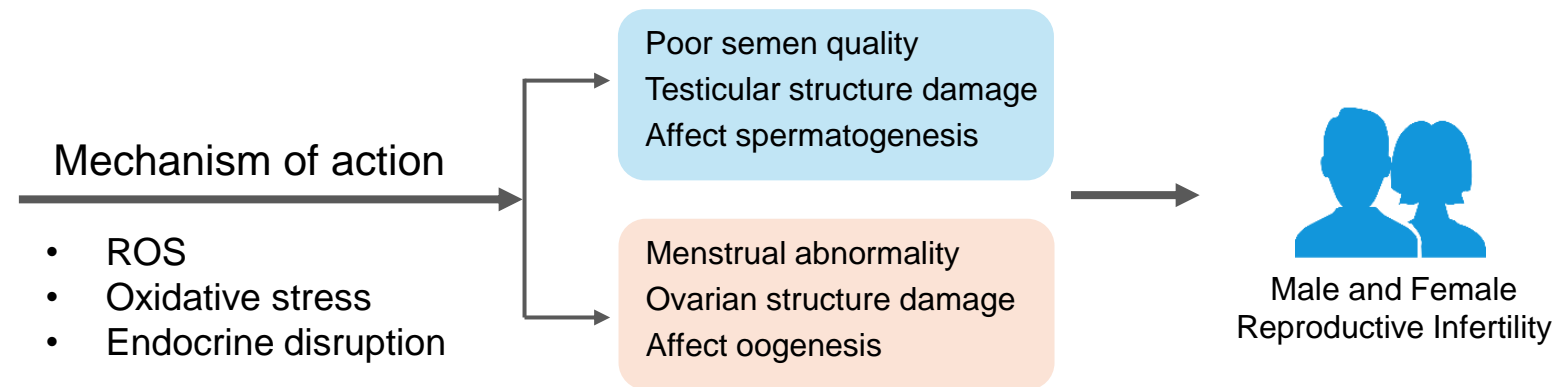 Mechanism of action
• ROS
• Oxidative stress
• Endocrine disruption
Poor semen quality
Testicular structure damage
Affect spermatogenesis
Menstrual abnormality
Ovarian structure damage
Affect oogenesis
Male and Female
Reproductive Infertility